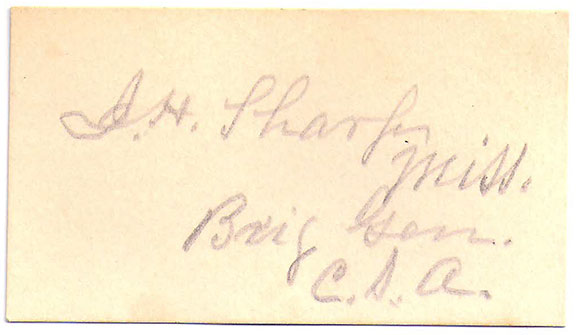 J. H. Sharp
Miss.
Brig Gen.
C. S. A.